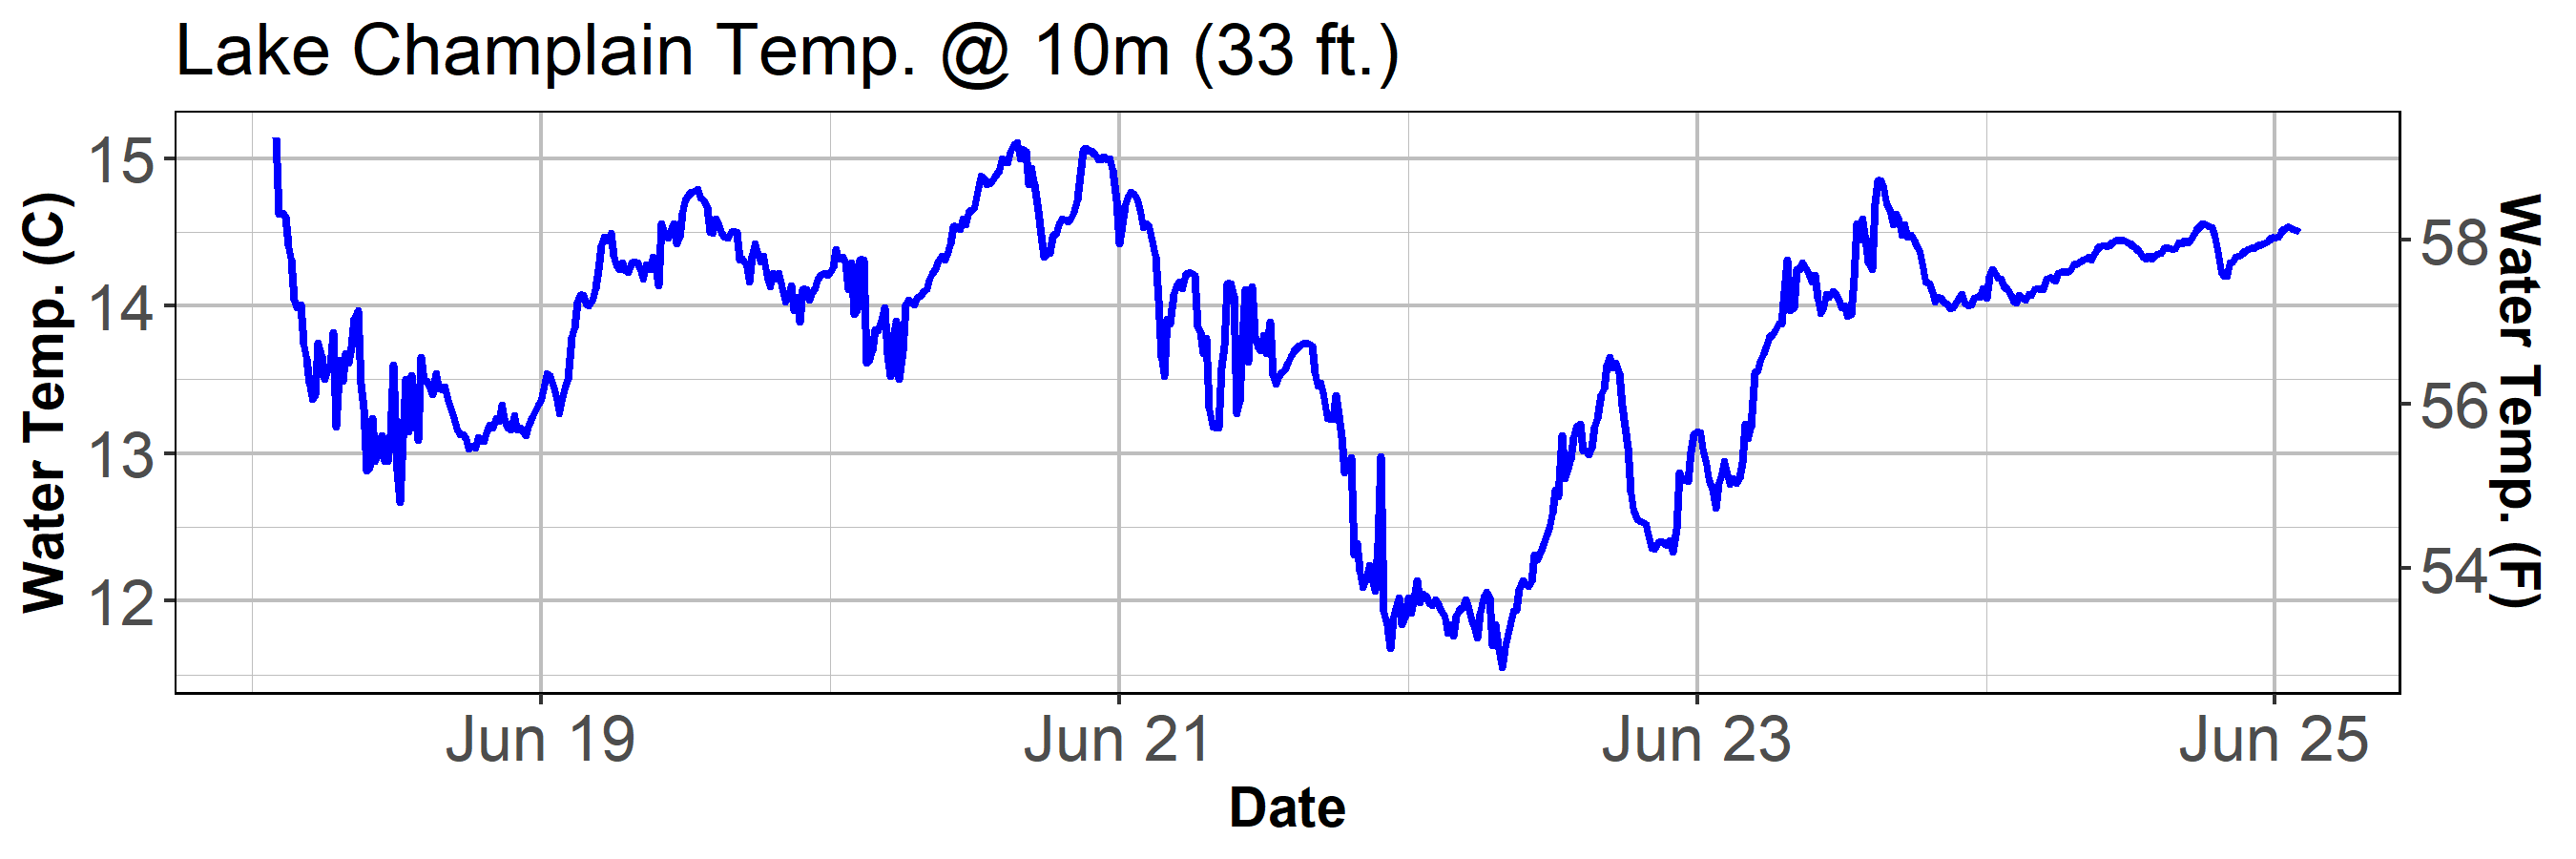 Lake Champlain Temp. @ 10m (33 ft.)
Water Temp. (C)
15
14
13
12
58
56
54
Water Temp. (F)
Jun 19
Jun 21
Jun 23
Jun 25
Date